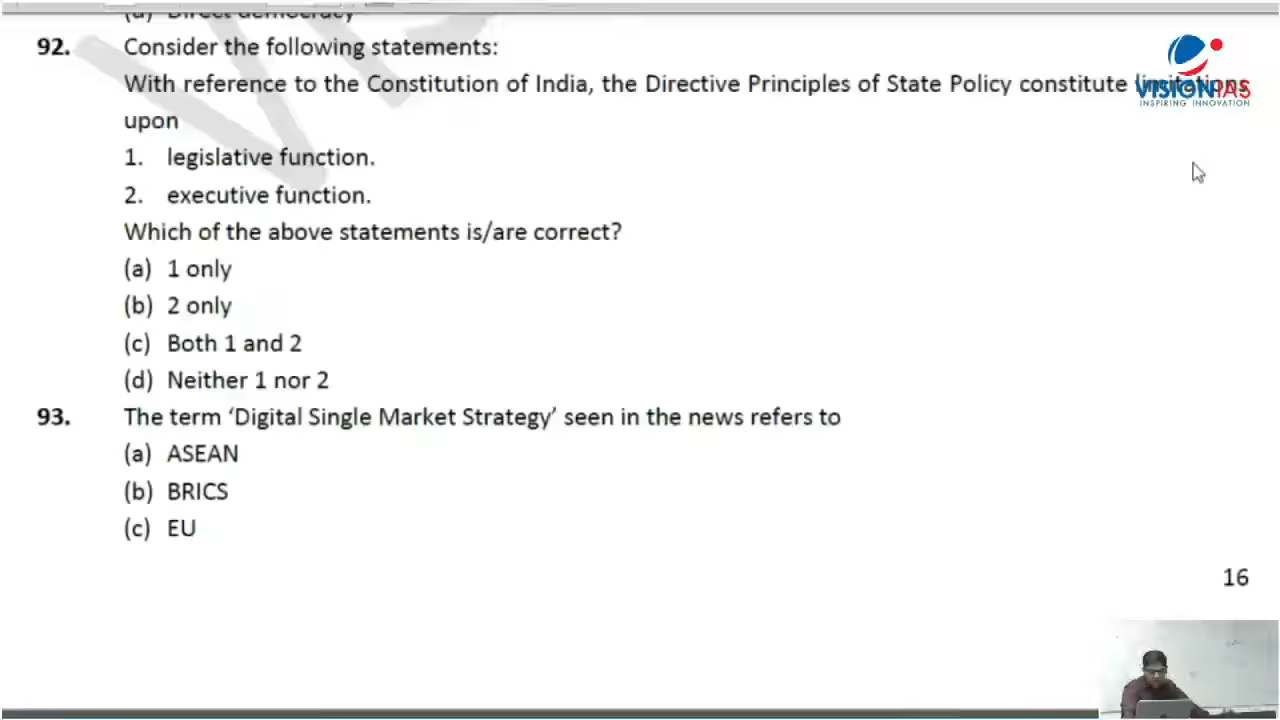 (d) Direct democracy
92. Consider the following statements:
With reference to the Constitution of India, the Directive Principles of State Policy constitute limitations
upon
1. legislative function.
2. executive function.
Which of the above statements is/are correct?
(a) 1 only
(b) 2 only
(c) Both 1 and 2
(d) Neither 1 nor 2
93. The term ‘Digital Single Market Strategy’ seen in the news refers to
(a) ASEAN
(b) BRICS
(c) EU
16
VISIONIAS
INSPIRING INNOVATION